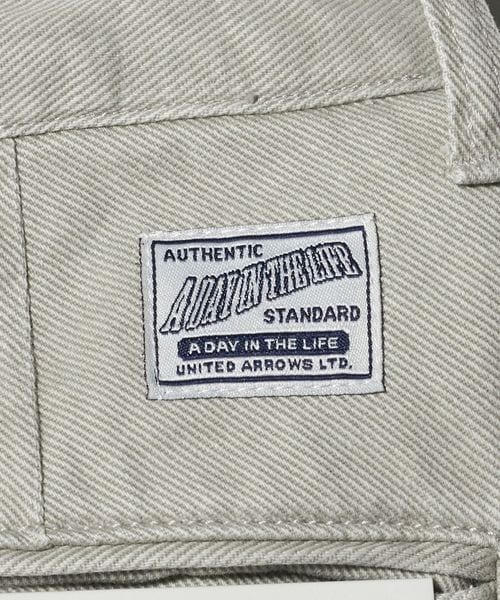 AUTHENTIC
A DAY IN THE LIFE
STANDARD
A DAY IN THE LIFE
UNITED ARROWS LTD.